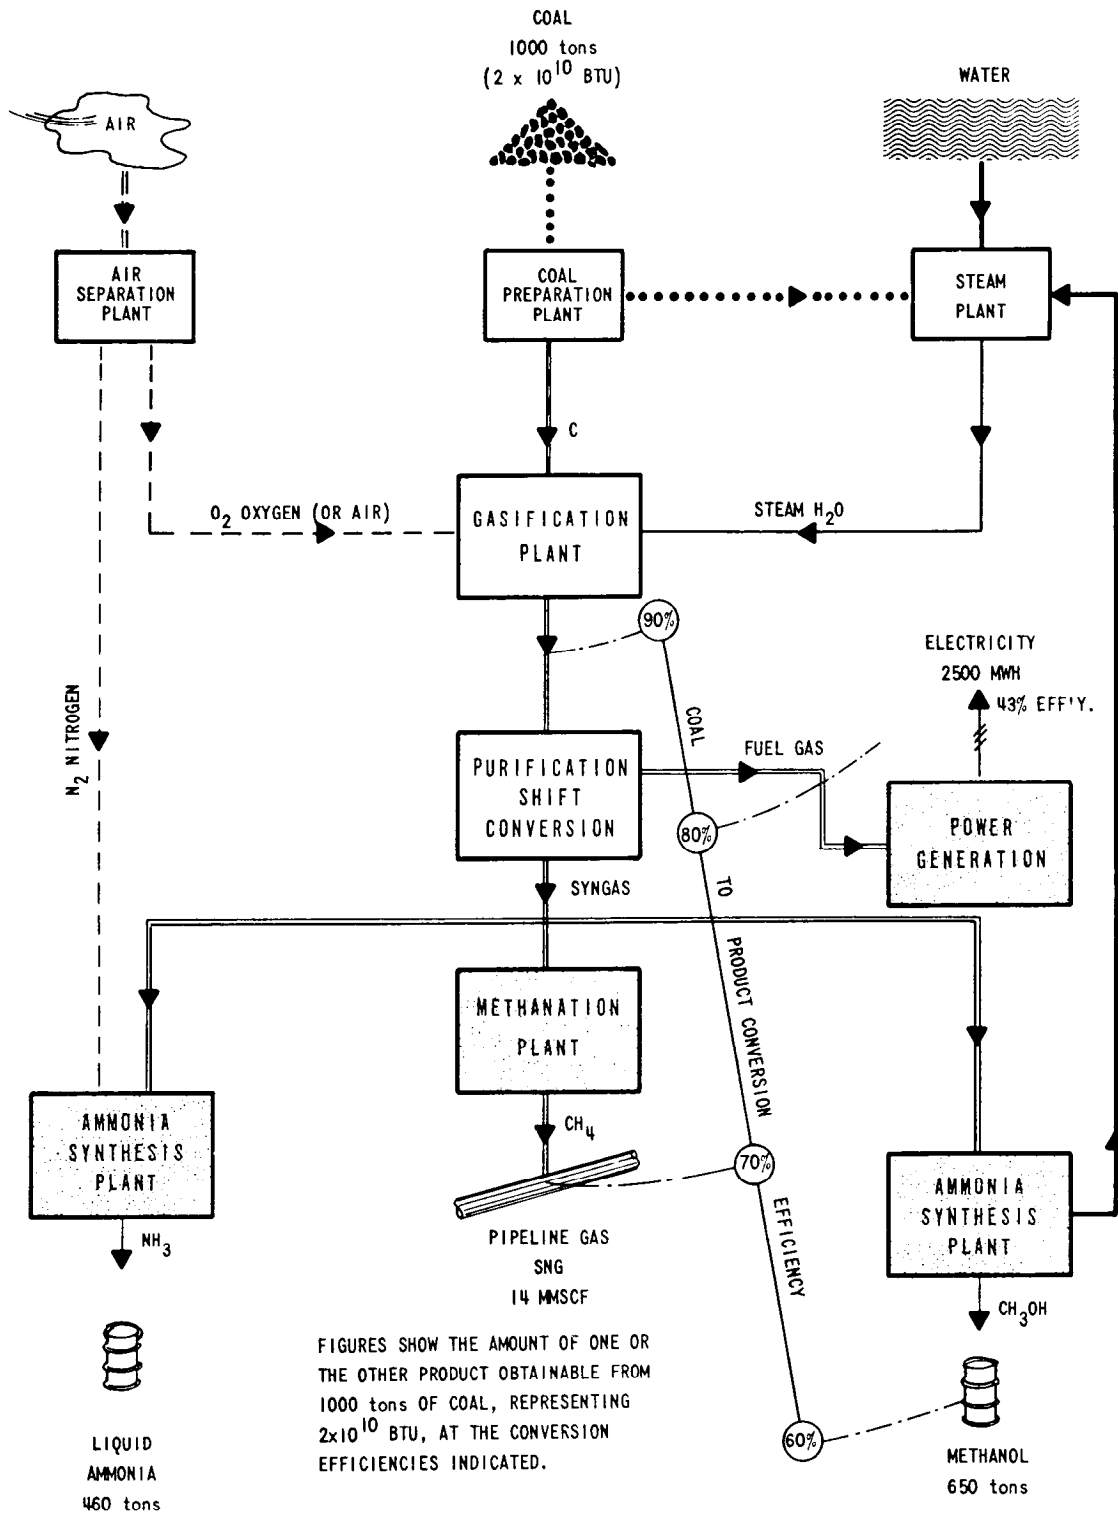 COAL
1000 tons
(2 x 10^10 BTU)
WATER
AIR
AIR
SEPARATION
PLANT
COAL
PREPARATION
PLANT
STEAM
PLANT
C
O2 OXYGEN (OR AIR)
GASIFICATION
PLANT
STEAM H2O
90%
ELECTRICITY
2500 MWH
43% EFF'Y.
N2 NITROGEN
COAL
PURIFICATION
SHIFT
CONVERSION
FUEL GAS
80%
POWER
GENERATION
SYNGAS
TO
PRODUCT CONVERSION
METHANATION
PLANT
AMMONIA
SYNTHESIS
PLANT
CH4
70%
AMMONIA
SYNTHESIS
PLANT
EFFICIENCY
NH3
PIPELINE GAS
SNG
14 MMSCF
CH3OH
FIGURES SHOW THE AMOUNT OF ONE OR
THE OTHER PRODUCT OBTAINABLE FROM
1000 tons OF COAL, REPRESENTING
2x10^10 BTU, AT THE CONVERSION
EFFICIENCIES INDICATED.
60%
LIQUID
AMMONIA
460 tons
METHANOL
650 tons